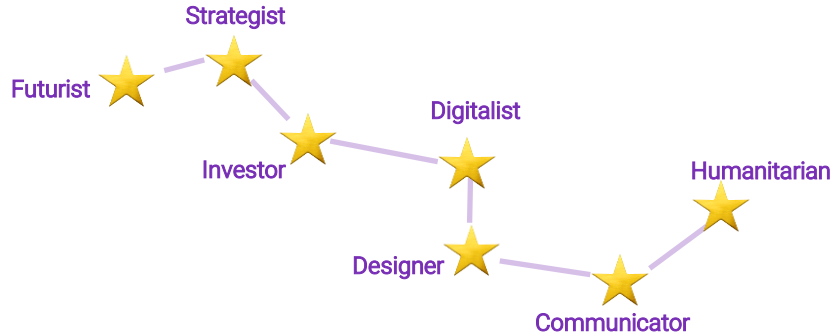 Strategist
Futurist
Digitalist
Investor
Humanitarian
Designer
Communicator